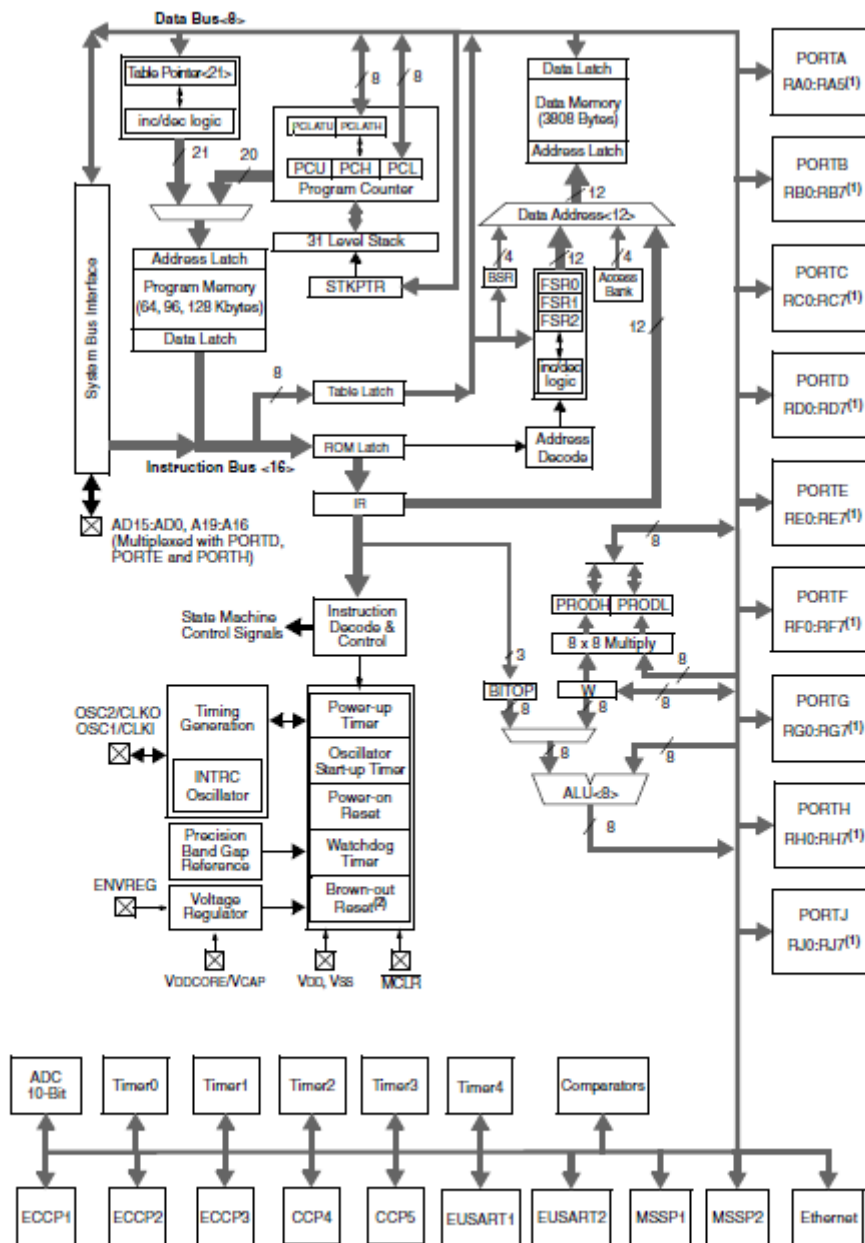 Data Bus<8>
Table Pointer<21>
inc/dec logic
21
20
8
8
PCLATU PCLATH
PCU PCH PCL
Program Counter
31 Level Stack
STKPTR
Data Latch
Data Memory
(3808 Bytes)
Address Latch
12
Data Address<12>
4
12
4
BSR
FSR0
FSR1
FSR2
Access
Bank
inc/dec
logic
12
System Bus Interface
Address Latch
Program Memory
(64, 96, 128 Kbytes)
Data Latch
8
Table Latch
ROM Latch
Address
Decode
Instruction Bus <16>
IR
AD15:AD0, A19:A16
(Multiplexed with PORTD,
PORTE and PORTH)
8
PRODH PRODL
8 x 8 Multiply
State Machine
Control Signals
Instruction
Decode &
Control
3
8
BITOP
W
8
8
8
8
8
ALU<8>
8
OSC2/CLKO
OSC1/CLKI
Timing
Generation
INTRC
Oscillator
Power-up
Timer
Oscillator
Start-up Timer
Power-on
Reset
Precision
Band Gap
Reference
Watchdog
Timer
ENVREG
Voltage
Regulator
Brown-out
Reset(2)
VDDCORE/VCAP
VDD, VSS
MCLR
PORTA
RA0:RA5(1)
PORTB
RB0:RB7(1)
PORTC
RC0:RC7(1)
PORTD
RD0:RD7(1)
PORTE
RE0:RE7(1)
PORTF
RF0:RF7(1)
PORTG
RG0:RG7(1)
PORTH
RH0:RH7(1)
PORTJ
RJ0:RJ7(1)
ADC
10-Bit
Timer0
Timer1
Timer2
Timer3
Timer4
Comparators
ECCP1
ECCP2
ECCP3
CCP4
CCP5
EUSART1
EUSART2
MSSP1
MSSP2
Ethernet